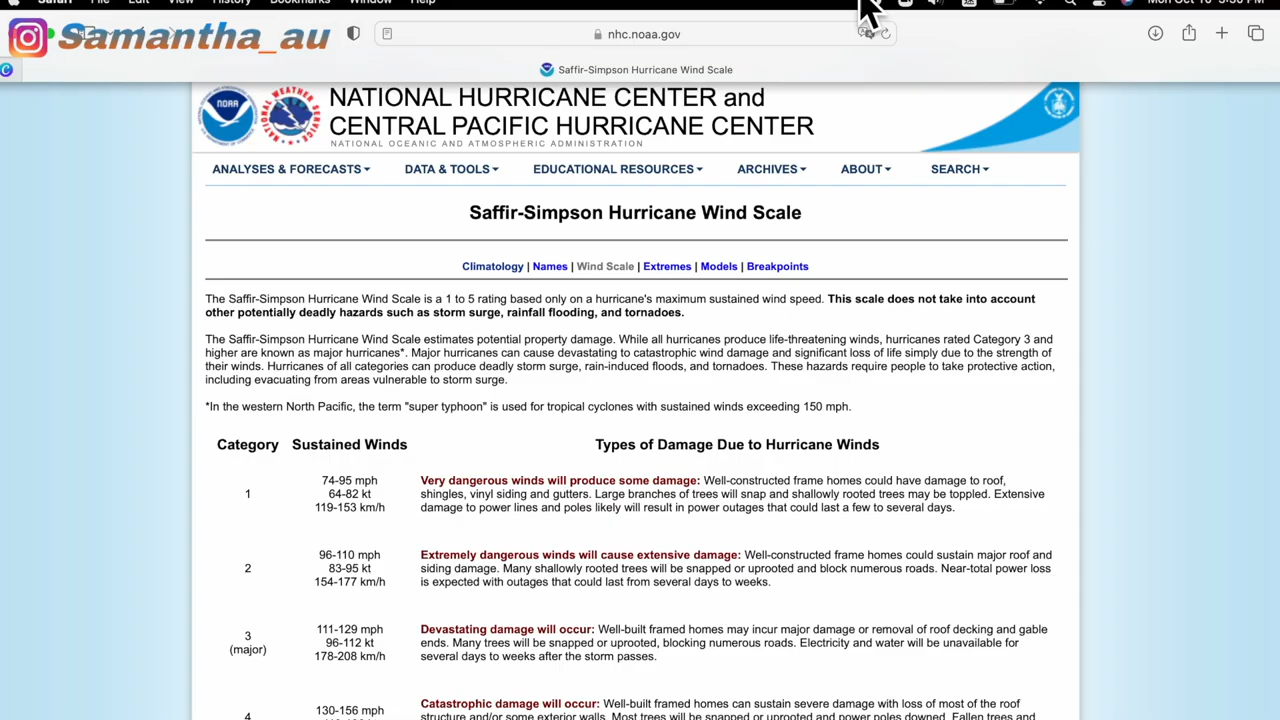 Safari File Edit View History Bookmarks Window Help
Samantha_au
nhc.noaa.gov
Saffir-Simpson Hurricane Wind Scale
NOAA
NATIONAL HURRICANE CENTER and
CENTRAL PACIFIC HURRICANE CENTER
NATIONAL OCEANIC AND ATMOSPHERIC ADMINISTRATION
ANALYSES & FORECASTS DATA & TOOLS EDUCATIONAL RESOURCES ARCHIVES ABOUT SEARCH
Saffir-Simpson Hurricane Wind Scale
Climatology | Names | Wind Scale | Extremes | Models | Breakpoints
The Saffir-Simpson Hurricane Wind Scale is a 1 to 5 rating based only on a hurricane's maximum sustained wind speed. This scale does not take into account
other potentially deadly hazards such as storm surge, rainfall flooding, and tornadoes.
The Saffir-Simpson Hurricane Wind Scale estimates potential property damage. While all hurricanes produce life-threatening winds, hurricanes rated Category 3 and
higher are known as major hurricanes*. Major hurricanes can cause devastating to catastrophic wind damage and significant loss of life simply due to the strength of
their winds. Hurricanes of all categories can produce deadly storm surge, rain-induced floods, and tornadoes. These hazards require people to take protective action,
including evacuating from areas vulnerable to storm surge.
*In the western North Pacific, the term "super typhoon" is used for tropical cyclones with sustained winds exceeding 150 mph.
Category Sustained Winds Types of Damage Due to Hurricane Winds
1
74-95 mph
64-82 kt
119-153 km/h
Very dangerous winds will produce some damage: Well-constructed frame homes could have damage to roof,
shingles, vinyl siding and gutters. Large branches of trees will snap and shallowly rooted trees may be toppled. Extensive
damage to power lines and poles likely will result in power outages that could last a few to several days.
2
96-110 mph
83-95 kt
154-177 km/h
Extremely dangerous winds will cause extensive damage: Well-constructed frame homes could sustain major roof and
siding damage. Many shallowly rooted trees will be snapped or uprooted and block numerous roads. Near-total power loss
is expected with outages that could last from several days to weeks.
3
(major)
111-129 mph
96-112 kt
178-208 km/h
Devastating damage will occur: Well-built framed homes may incur major damage or removal of roof decking and gable
ends. Many trees will be snapped or uprooted, blocking numerous roads. Electricity and water will be unavailable for
several days to weeks after the storm passes.
4
130-156 mph
Catastrophic damage will occur: Well-built framed homes can sustain severe damage with loss of most of the roof
structure and/or some exterior walls. Most trees will be snapped or uprooted and power poles downed. Fallen trees and